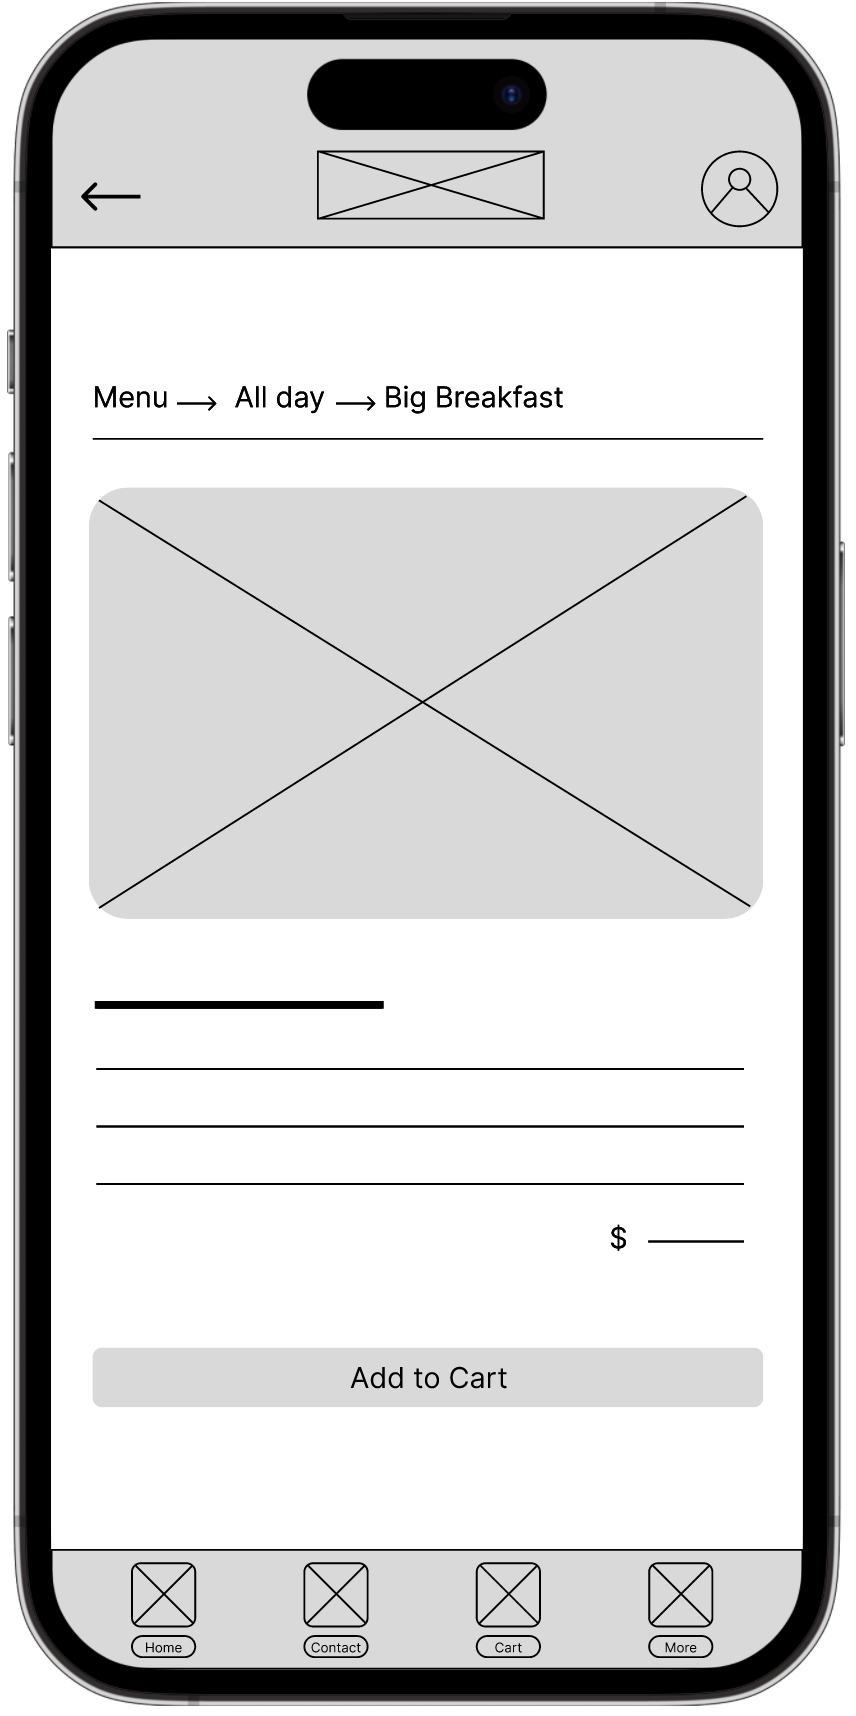 Menu → All day → Big Breakfast
$
Add to Cart
Home Contact Cart More